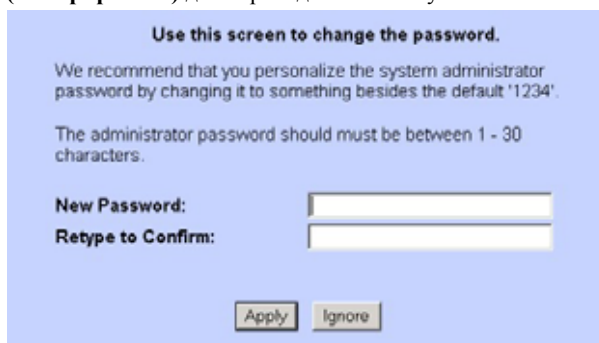 Use this screen to change the password.
We recommend that you personalize the system administrator
password by changing it to something besides the default '1234'.
The administrator password should must be between 1 - 30
characters.
New Password:
Retype to Confirm:
Apply Ignore